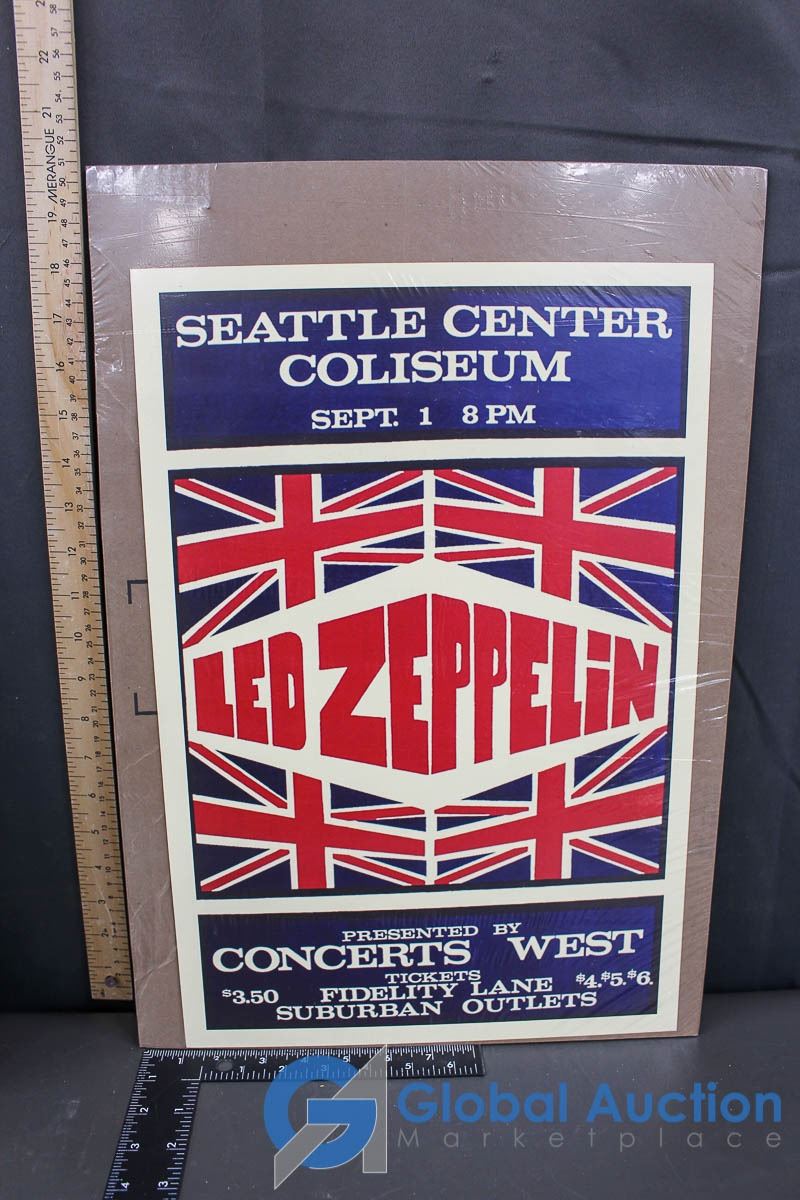 MERANGUE
SEATTLE CENTER
COLISEUM
SEPT. 1 8 PM
LED ZEPPELiN
PRESENTED BY
CONCERTS WEST
TICKETS
$3.50 FIDELITY LANE $4.$5.$6.
SUBURBAN OUTLETS
Global Auction
Marketplace